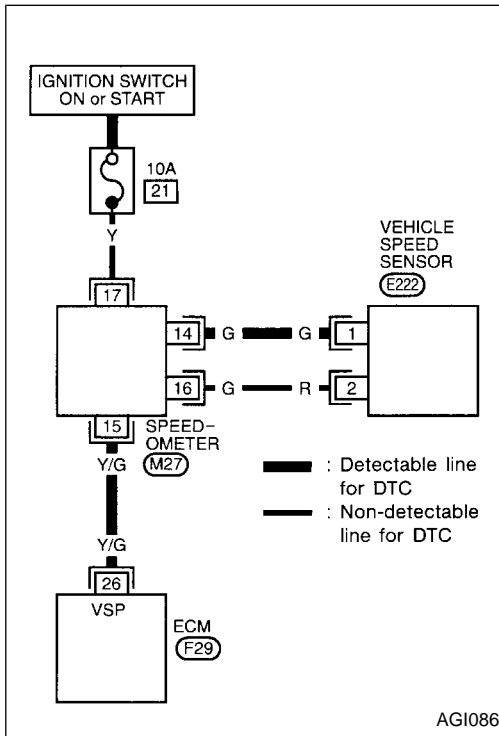 IGNITION SWITCH
ON or START
10A
21
Y
17
VEHICLE
SPEED
SENSOR
E222
14
G
G
1
16
G
R
2
15
SPEED-
OMETER
M27
Y/G
: Detectable line
for DTC
: Non-detectable
line for DTC
Y/G
26
VSP
ECM
F29
AGI086